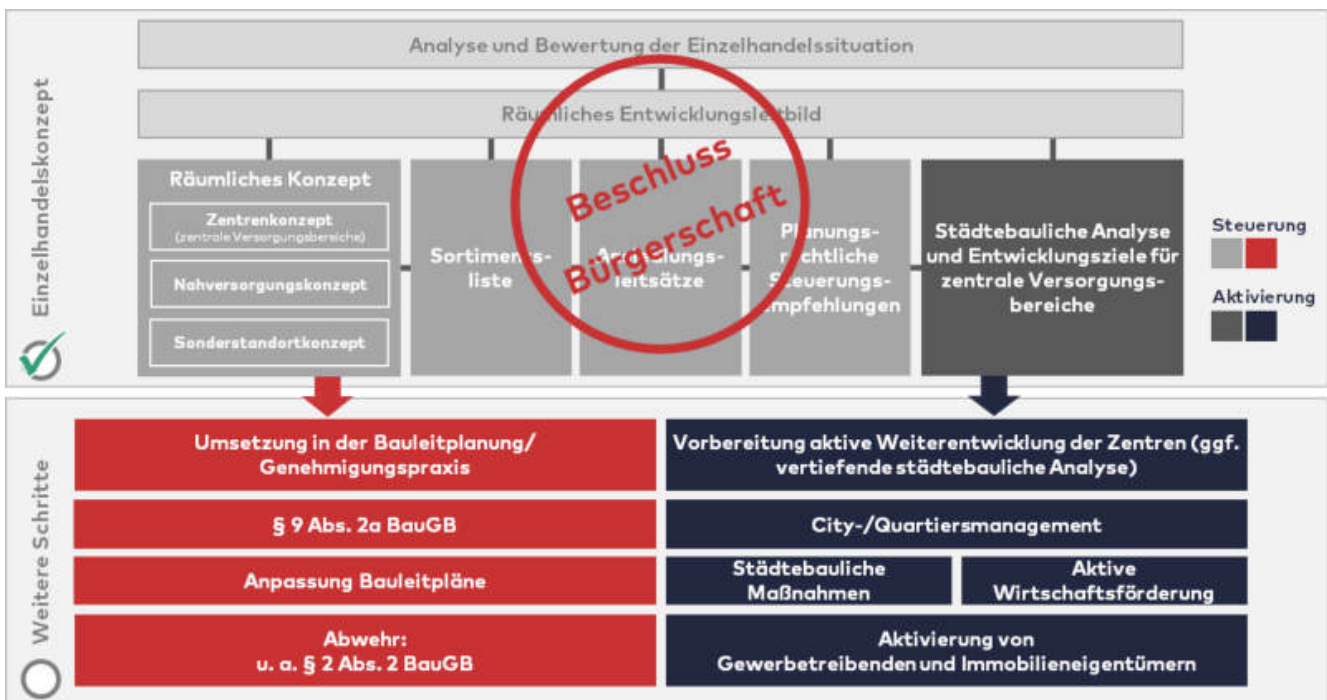 Einzelhandelskonzept
Analyse und Bewertung der Einzelhandelssituation
Räumliches Entwicklungsleitbild
Räumliches Konzept
Zentrenkonzept
(zentrale Versorgungsbereiche)
Nahversorgungskonzept
Sonderstandortkonzept
Sortiments-
liste
leitsätze
Planungs-
rechtliche
Steuerungs-
empfehlungen
Städtebauliche Analyse
und Entwicklungsziele für
zentrale Versorgungs-
bereiche
Beschluss
Bürgerschaft
Steuerung
Aktivierung
Weitere Schritte
Umsetzung in der Bauleitplanung/
Genehmigungspraxis
§ 9 Abs. 2a BauGB
Anpassung Bauleitpläne
Abwehr:
u. a. § 2 Abs. 2 BauGB
Vorbereitung aktive Weiterentwicklung der Zentren (ggf.
vertiefende städtebauliche Analyse)
City-/Quartiersmanagement
Städtebauliche
Maßnahmen
Aktive
Wirtschaftsförderung
Aktivierung von
Gewerbetreibenden und Immobilieneigentümern